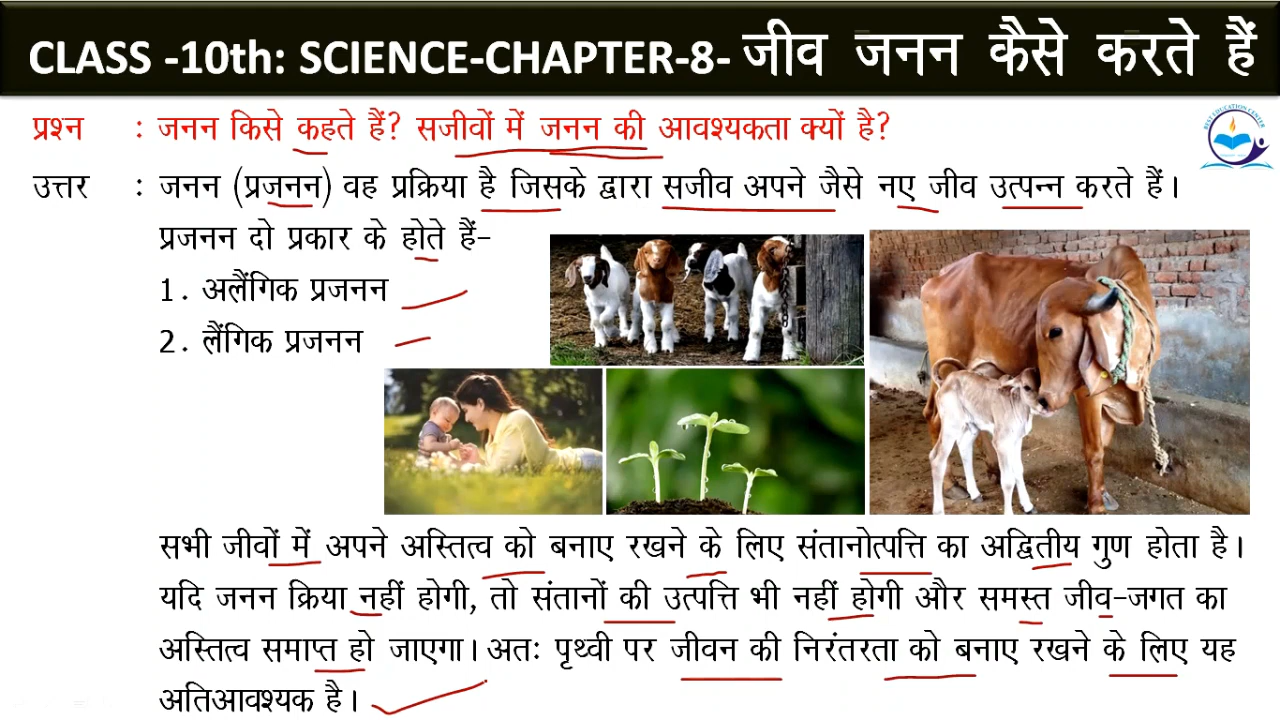 CLASS -10th: SCIENCE-CHAPTER-8- जीव जनन कैसे करते हैं
प्रश्न : जनन किसे कहते हैं? सजीवों में जनन की आवश्यकता क्यों है?
उत्तर : जनन (प्रजनन) वह प्रक्रिया है जिसके द्वारा सजीव अपने जैसे नए जीव उत्पन्न करते हैं।
प्रजनन दो प्रकार के होते हैं-
1. अलैंगिक प्रजनन
2. लैंगिक प्रजनन
सभी जीवों में अपने अस्तित्व को बनाए रखने के लिए संतानोत्पत्ति का अद्वितीय गुण होता है।
यदि जनन क्रिया नहीं होगी, तो संतानों की उत्पत्ति भी नहीं होगी और समस्त जीव-जगत का
अस्तित्व समाप्त हो जाएगा। अतः पृथ्वी पर जीवन की निरंतरता को बनाए रखने के लिए यह
अतिआवश्यक है।